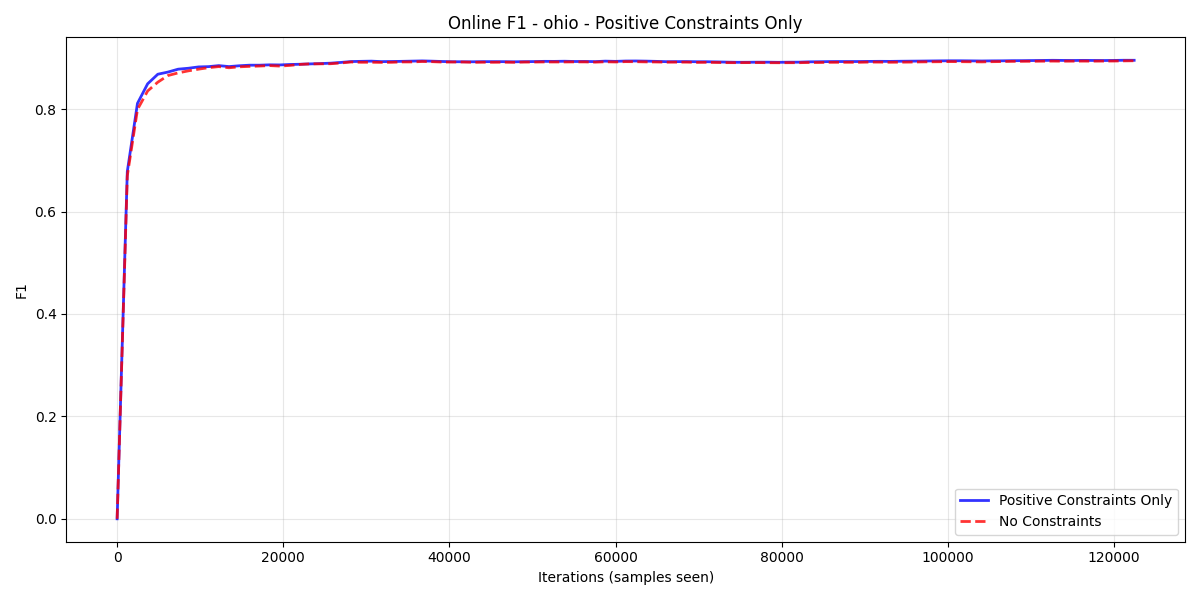 Online F1 - ohio - Positive Constraints Only
F1
0.8
0.6
0.4
0.2
0.0
Positive Constraints Only
No Constraints
0 20000 40000 60000 80000 100000 120000
Iterations (samples seen)